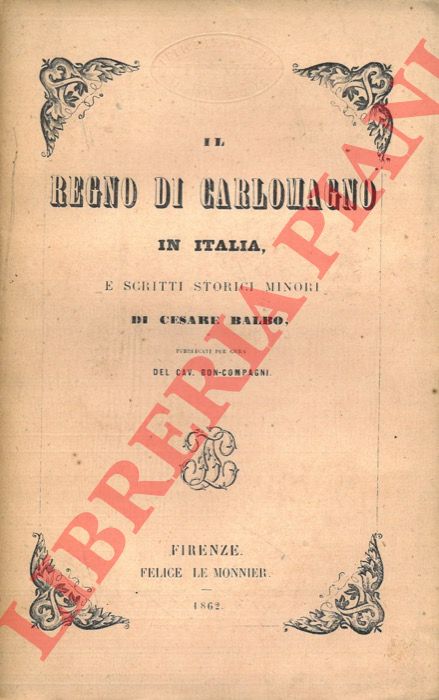 IL
REGNO DI CARLOMAGNO
IN ITALIA,
E SCRITTI STORICI MINORI
DI CESARE BALBO,
PUBBLICATI PER CURA
DEL CAV. BON-COMPAGNI.
FIRENZE.
FELICE LE MONNIER.
1862.
LIBRERIA PIANI